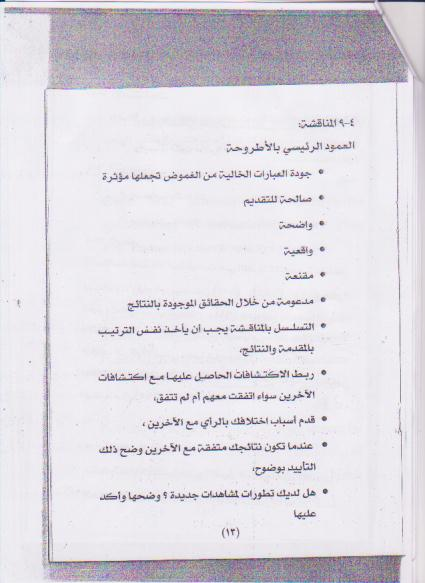 ٤-٩ المناقشة:
العمود الرئيسي بالأطروحة
• جودة العبارات الخالية من الغموض تجعلها مؤثرة
• صالحة للتقديم
• واضحة
• واقعية
• مقنعة
• مدعومة من خلال الحقائق الموجودة بالنتائج
• التسلسل بالمناقشة يجب ان يأخذ نفس الترتيب
بالمقدمة والنتائج،
• ربط الاكتشافات الحاصل عليها مع اكتشافات
الآخرين سواء اتفقت معهم أم لم تتفق،
• قدم أسباب اختلافك بالرأي مع الآخرين ،
• عندما تكون نتائجك متفقة مع الآخرين وضح ذلك
التأييد بوضوح،
• هل لديك تطورات لمشاهدات جديدة ؟ وضحها وأكد
عليها
(١٣)